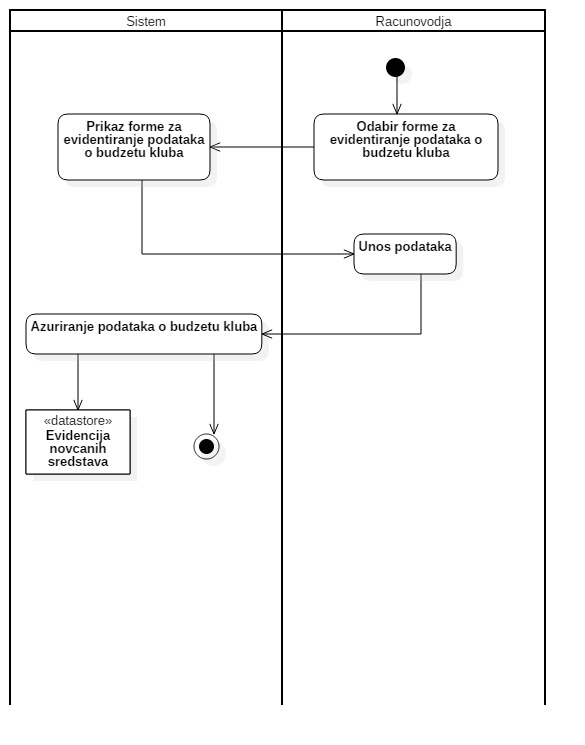 Sistem
Racunovodja
Odabir forme za
evidentiranje podataka o
budzetu kluba
Prikaz forme za
evidentiranje podataka
o budzetu kluba
Unos podataka
Azuriranje podataka o budzetu kluba
«datastore»
Evidencija
novcanih
sredstava